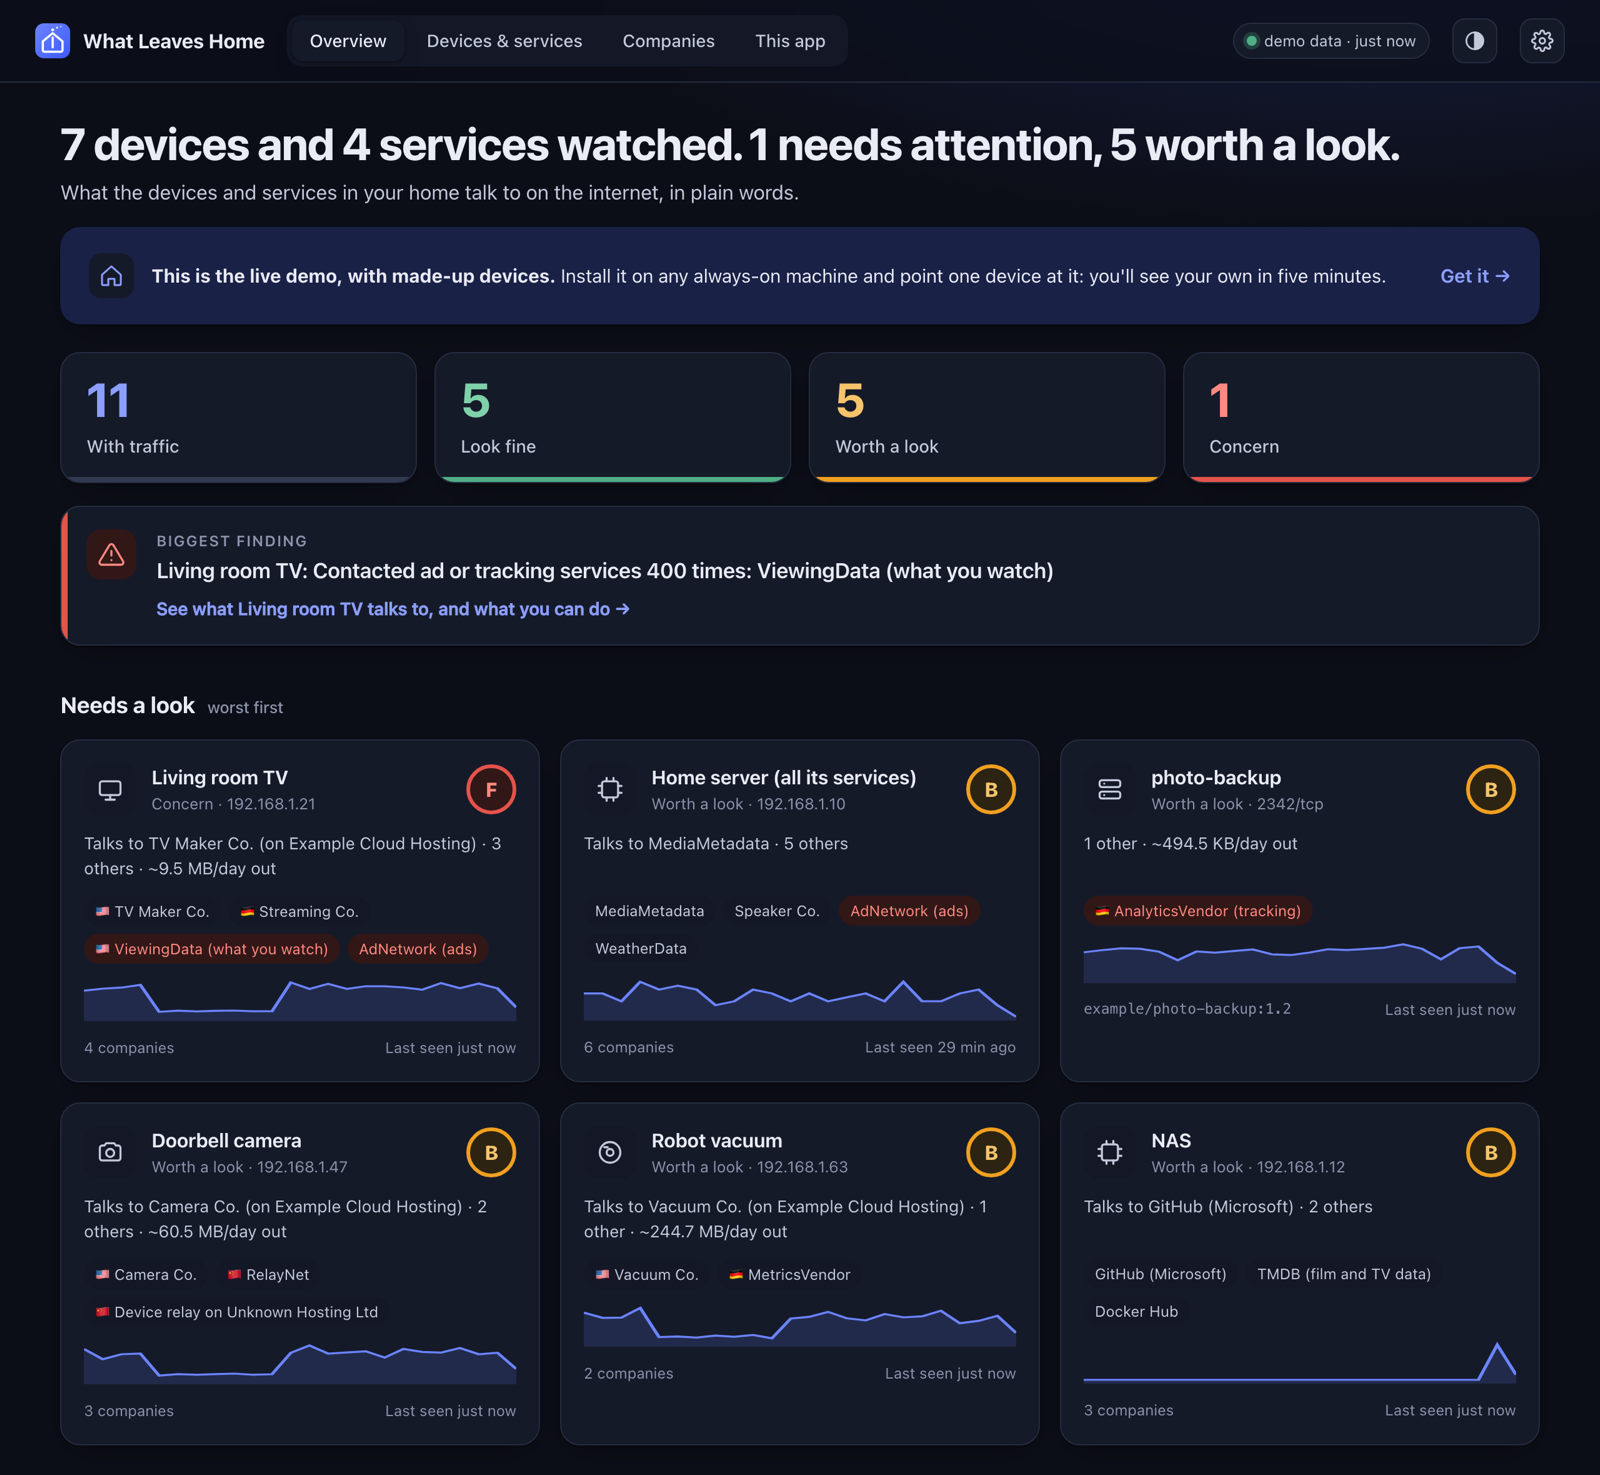 What Leaves Home
Overview
Devices & services
Companies
This app
demo data · just now
7 devices and 4 services watched. 1 needs attention, 5 worth a look.
What the devices and services in your home talk to on the internet, in plain words.
This is the live demo, with made-up devices. Install it on any always-on machine and point one device at it: you'll see your own in five minutes.
Get it →
11
With traffic
5
Look fine
5
Worth a look
1
Concern
BIGGEST FINDING
Living room TV: Contacted ad or tracking services 400 times: ViewingData (what you watch)
See what Living room TV talks to, and what you can do →
Needs a look worst first
Living room TV
Concern · 192.168.1.21
F
Talks to TV Maker Co. (on Example Cloud Hosting) · 3
others · ~9.5 MB/day out
TV Maker Co.
Streaming Co.
ViewingData (what you watch)
AdNetwork (ads)
4 companies
Last seen just now
Home server (all its services)
Worth a look · 192.168.1.10
B
Talks to MediaMetadata · 5 others
MediaMetadata
Speaker Co.
AdNetwork (ads)
WeatherData
6 companies
Last seen 29 min ago
photo-backup
Worth a look · 2342/tcp
B
1 other · ~494.5 KB/day out
AnalyticsVendor (tracking)
example/photo-backup:1.2
Last seen just now
Doorbell camera
Worth a look · 192.168.1.47
B
Talks to Camera Co. (on Example Cloud Hosting) · 2
others · ~60.5 MB/day out
Camera Co.
RelayNet
Device relay on Unknown Hosting Ltd
3 companies
Last seen just now
Robot vacuum
Worth a look · 192.168.1.63
B
Talks to Vacuum Co. (on Example Cloud Hosting) · 1
other · ~244.7 MB/day out
Vacuum Co.
MetricsVendor
2 companies
Last seen just now
NAS
Worth a look · 192.168.1.12
B
Talks to GitHub (Microsoft) · 2 others
GitHub (Microsoft)
TMDB (film and TV data)
Docker Hub
3 companies
Last seen just now